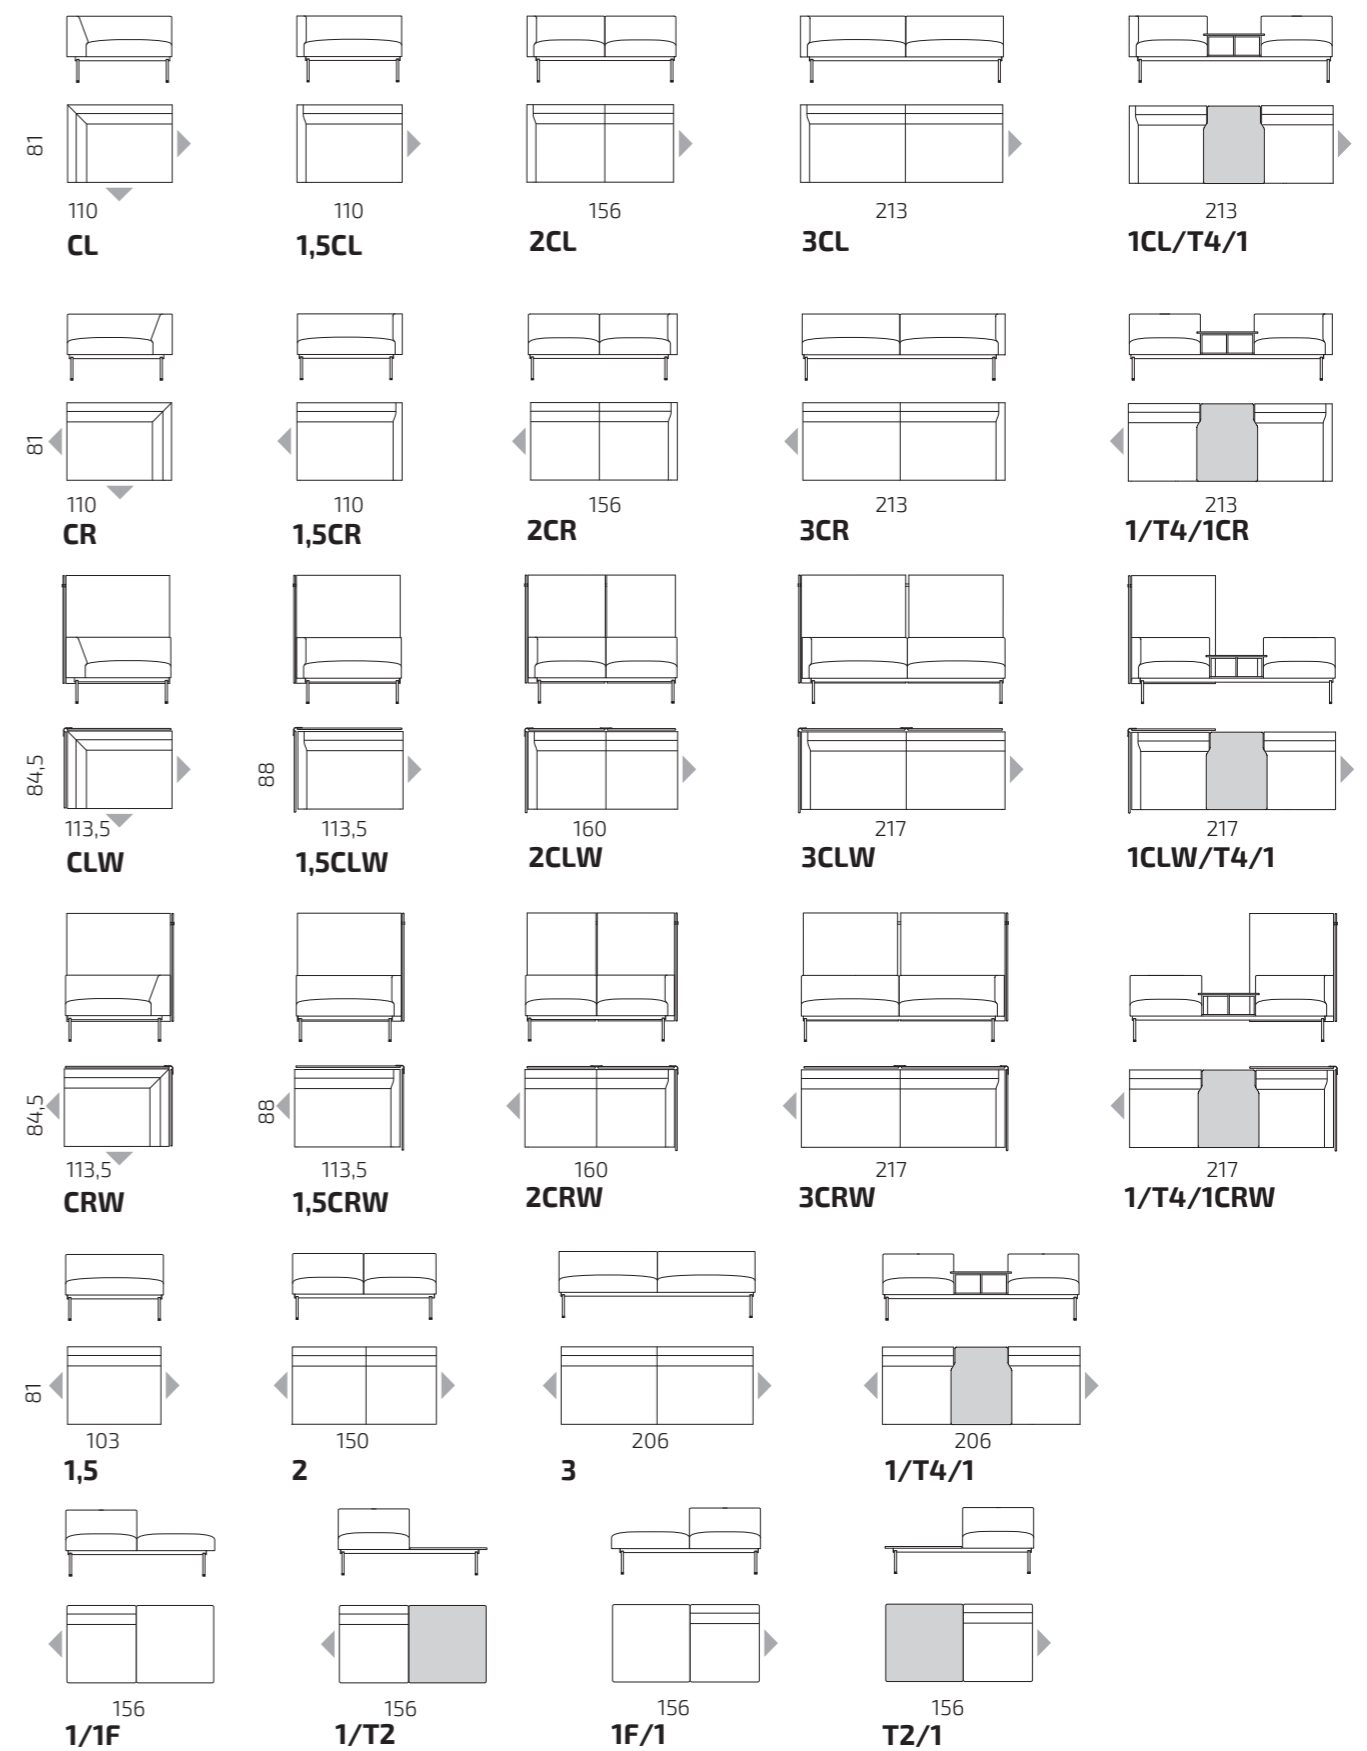 81
110 110 156 213 213
CL 1,5CL 2CL 3CL 1CL/T4/1
81
110 110 156 213 213
CR 1,5CR 2CR 3CR 1/T4/1CR
84,5 88
113,5 113,5 160 217 217
CLW 1,5CLW 2CLW 3CLW 1CLW/T4/1
84,5 88
113,5 113,5 160 217 217
CRW 1,5CRW 2CRW 3CRW 1/T4/1CRW
81
103 150 206 206
1,5 2 3 1/T4/1
156 156 156 156
1/1F 1/T2 1F/1 T2/1